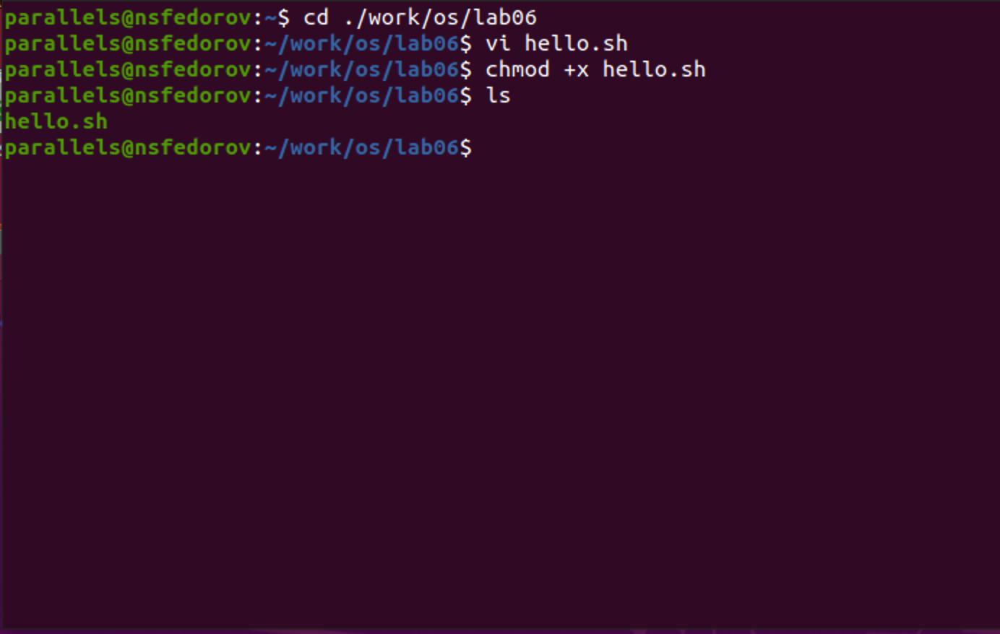 parallels@nsfedorov:~$ cd ./work/os/lab06
parallels@nsfedorov:~/work/os/lab06$ vi hello.sh
parallels@nsfedorov:~/work/os/lab06$ chmod +x hello.sh
parallels@nsfedorov:~/work/os/lab06$ ls
hello.sh
parallels@nsfedorov:~/work/os/lab06$